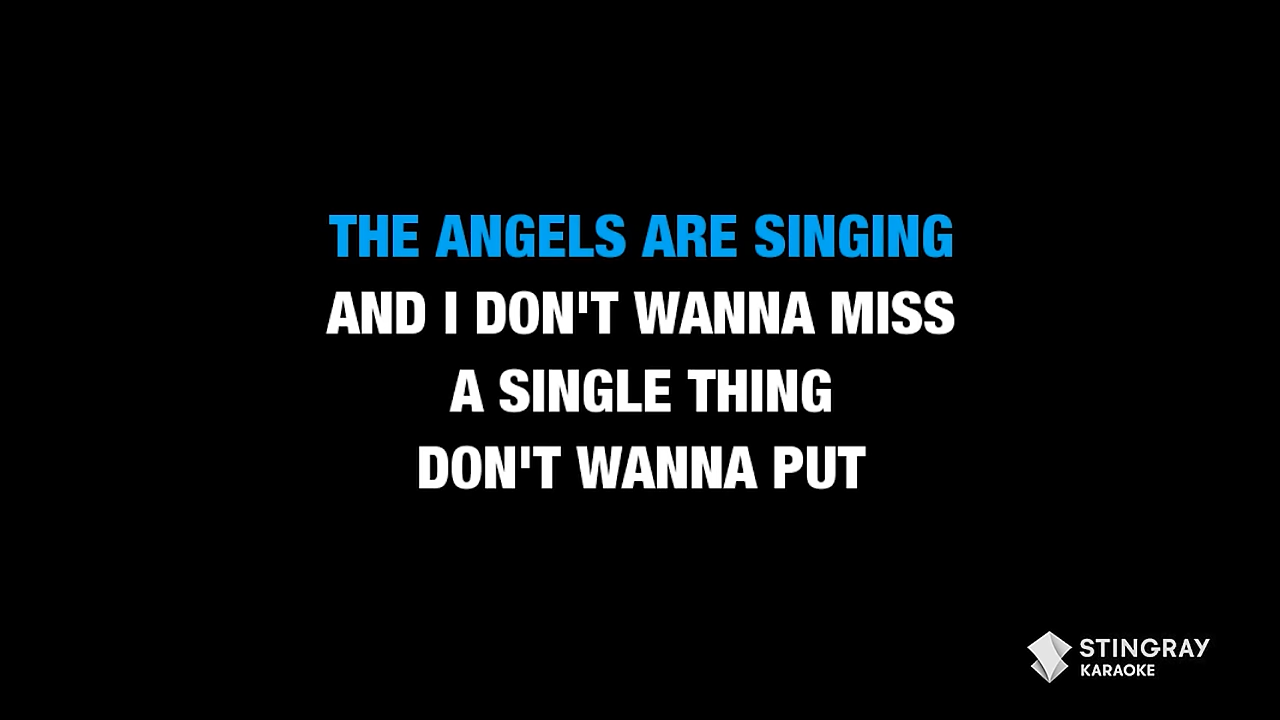 THE ANGELS ARE SINGING
AND I DON'T WANNA MISS
A SINGLE THING
DON'T WANNA PUT
STINGRAY
KARAOKE